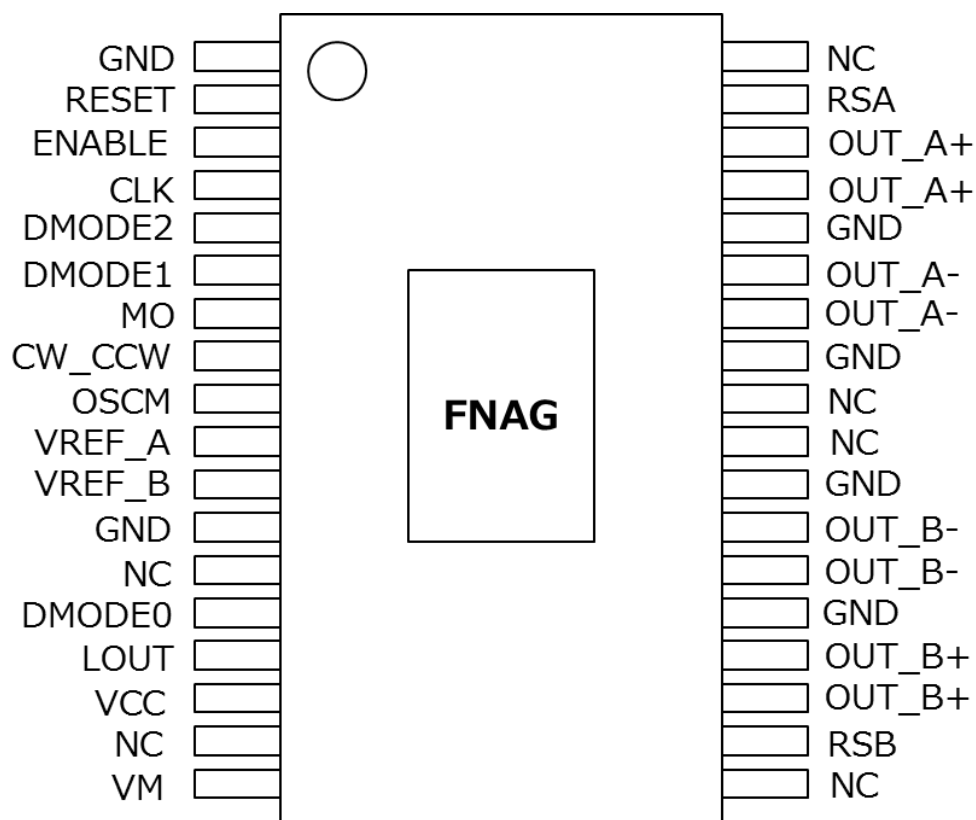 GND
RESET
ENABLE
CLK
DMODE2
DMODE1
MO
CW_CCW
OSCM
VREF_A
VREF_B
GND
NC
DMODE0
LOUT
VCC
NC
VM
FNAG
NC
RSA
OUT_A+
OUT_A+
GND
OUT_A-
OUT_A-
GND
NC
NC
GND
OUT_B-
OUT_B-
GND
OUT_B+
OUT_B+
RSB
NC